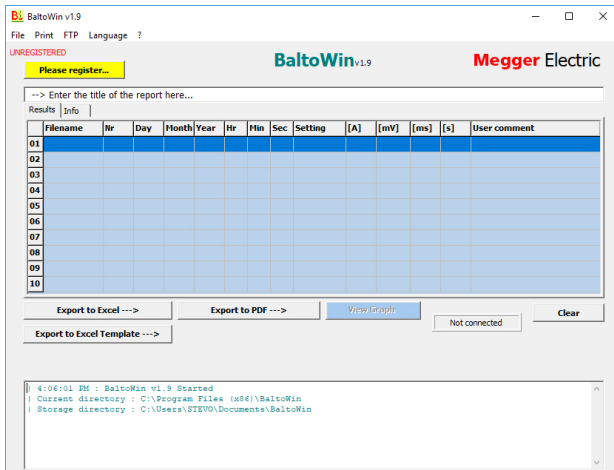 BaltoWin v1.9
File Print FTP Language ?
UNREGISTERED
Please register...
BaltoWinv1.9
Megger Electric
--> Enter the title of the report here...
Results Info
Filename Nr Day Month Year Hr Min Sec Setting [A] [mV] [ms] [s] User comment
01
02
03
04
05
06
07
08
09
10
Export to Excel --->
Export to PDF --->
View Graph
Not connected
Clear
Export to Excel Template --->
| 4:06:01 PM : BaltoWin v1.9 Started
| Current directory : C:\Program Files (x86)\BaltoWin
| Storage directory : C:\Users\STEVO\Documents\BaltoWin